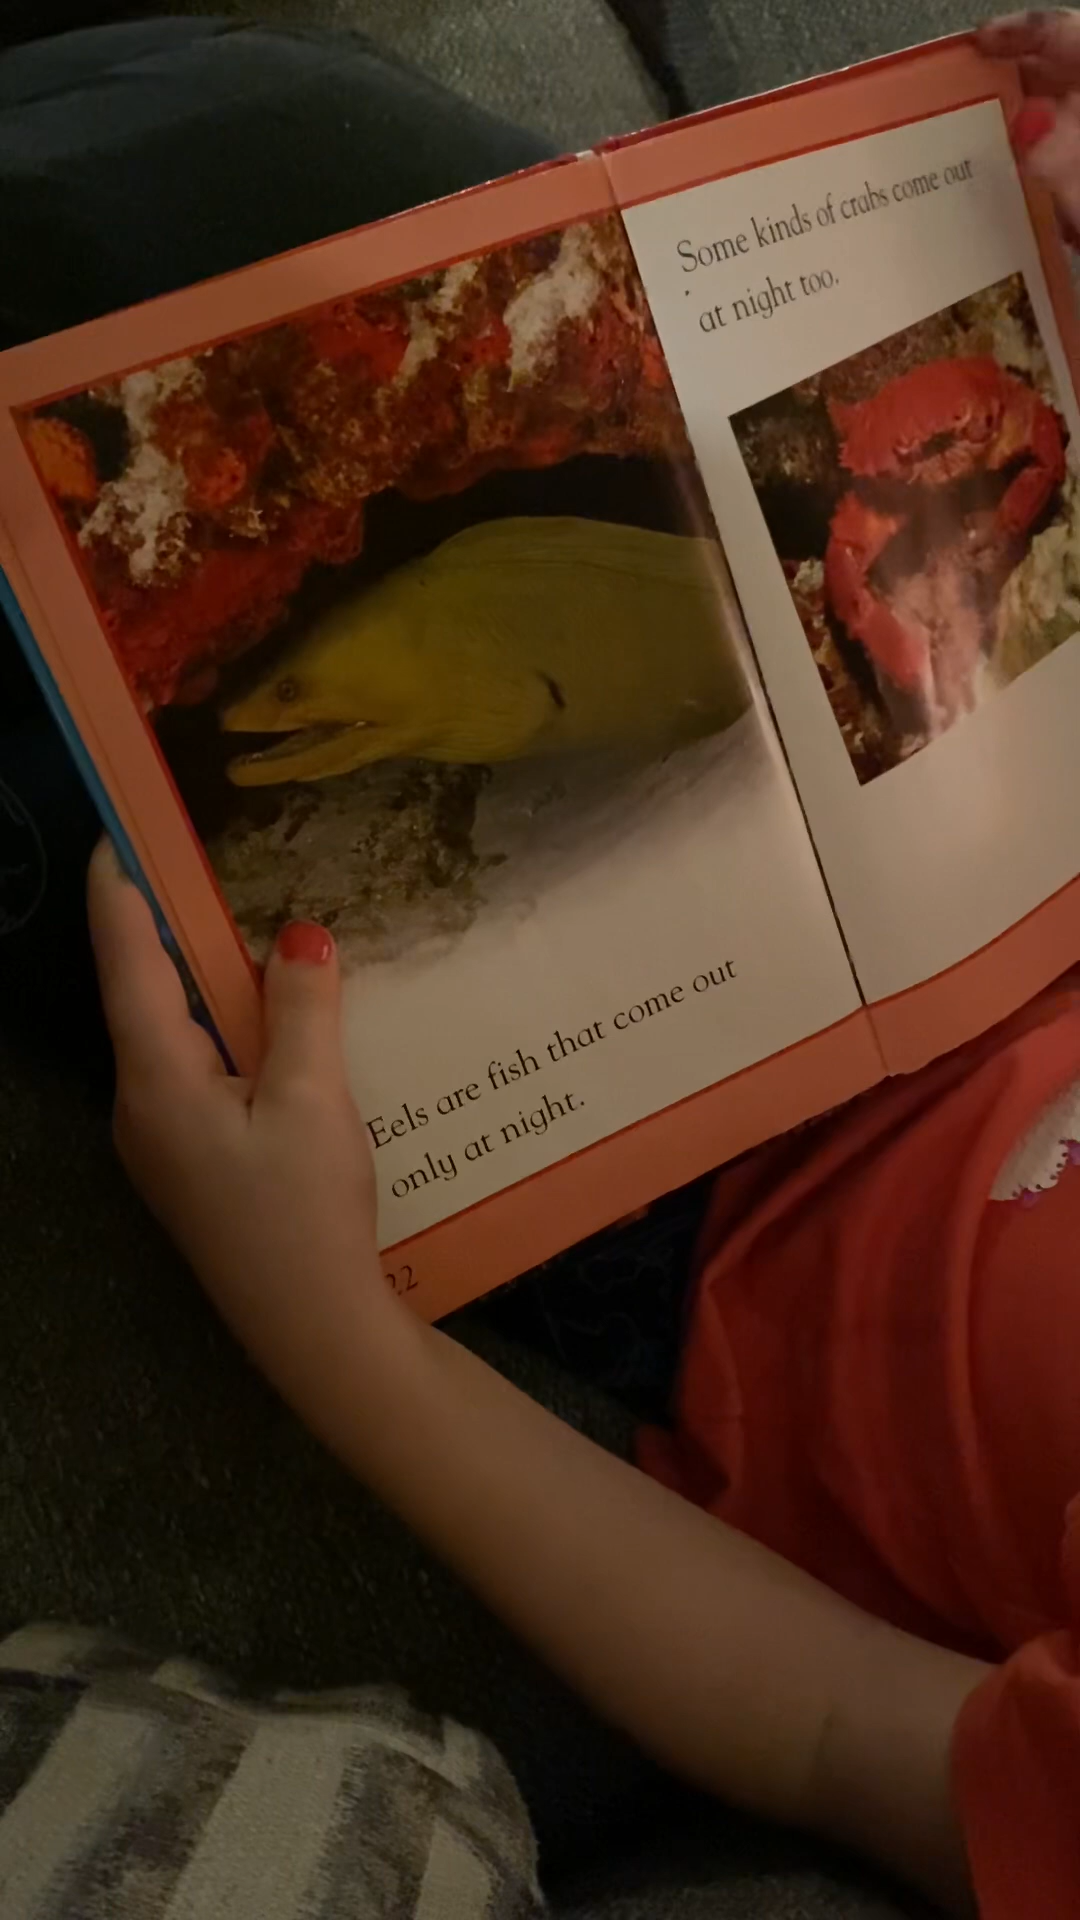 Eels are fish that come out
only at night.
22
Some kinds of crabs come out
at night too.